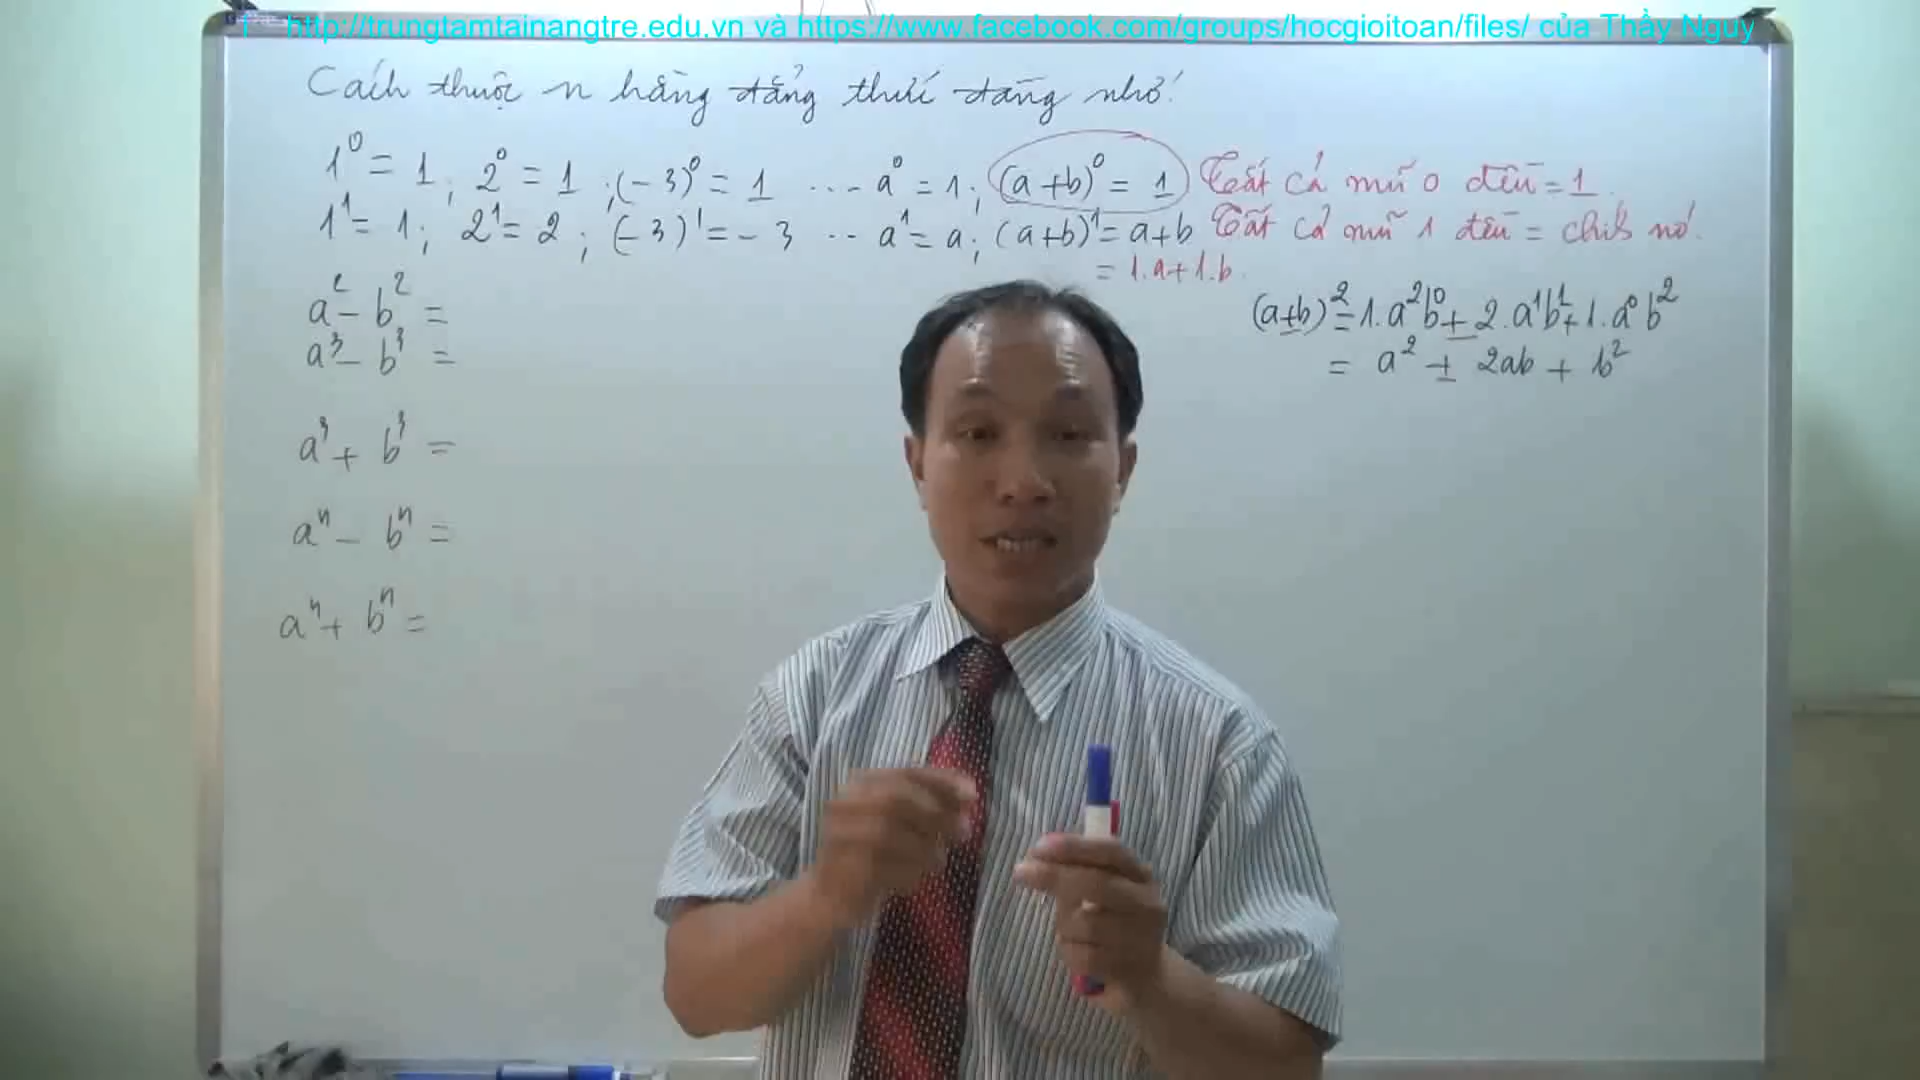 1 http://trungtamtainangtre.edu.vn và https://www.facebook.com/groups/hocgioitoan/files/ của Thầy Nguy
Cách thuộc n hằng đẳng thức đáng nhớ.
1⁰ = 1 ; 2⁰ = 1 ; (-3)⁰ = 1 ... a⁰ = 1 ; (a+b)⁰ = 1 Tất cả mũ 0 đều = 1.
1¹ = 1 ; 2¹ = 2 ; (-3)¹ = -3 ... a¹ = a ; (a+b)¹ = a+b Tất cả mũ 1 đều = chính nó.
= 1.a + 1.b
a² - b² =
(a+b)² = 1.a²b⁰ + 2.a¹b¹ + 1.a⁰b²
a³ - b³ =
= a² + 2ab + b²
a³ + b³ =
aⁿ - bⁿ =
aⁿ + bⁿ =